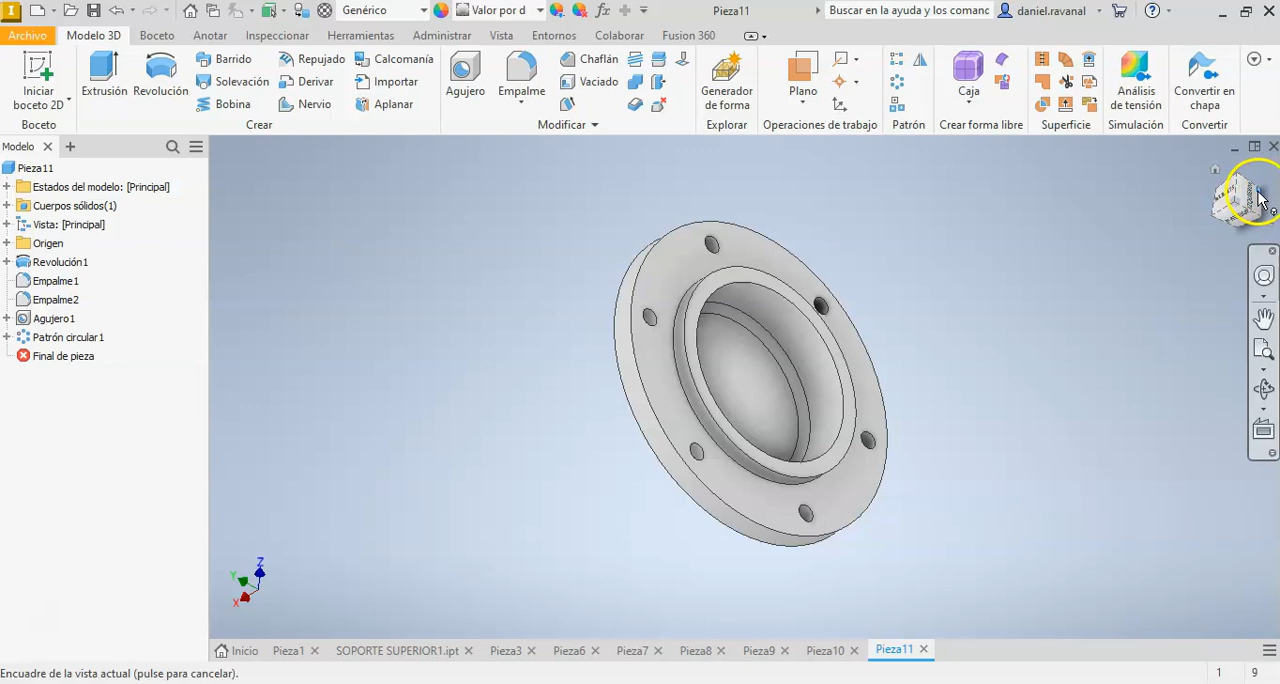 Genérico
Valor por d
fx
Pieza11
Buscar en la ayuda y los comanc
daniel.ravanal
Archivo
Modelo 3D
Boceto
Anotar
Inspeccionar
Herramientas
Administrar
Vista
Entornos
Colaborar
Fusion 360
Iniciar
boceto 2D
Boceto
Extrusión
Revolución
Barrido
Solevació
Bobina
Repujado
Derivar
Nervio
Calcomanía
Importar
Aplanar
Crear
Agujero
Empalme
Chaflán
Vaciado
Modificar
Generador
de forma
Explorar
Plano
Operaciones de trabajo
Patrón
Caja
Crear forma libre
Superficie
Análisis
de tensión
Simulación
Convertir en
chapa
Convertir
Modelo
Pieza11
Estados del modelo: [Principal]
Cuerpos sólidos(1)
Vista: [Principal]
Origen
Revolución1
Empalme1
Empalme2
Agujero1
Patrón circular1
Final de pieza
Z
Y
X
Inicio
Pieza1
SOPORTE SUPERIOR1.ipt
Pieza3
Pieza6
Pieza7
Pieza8
Pieza9
Pieza10
Pieza11
Encuadre de la vista actual (pulse para cancelar).
1
9